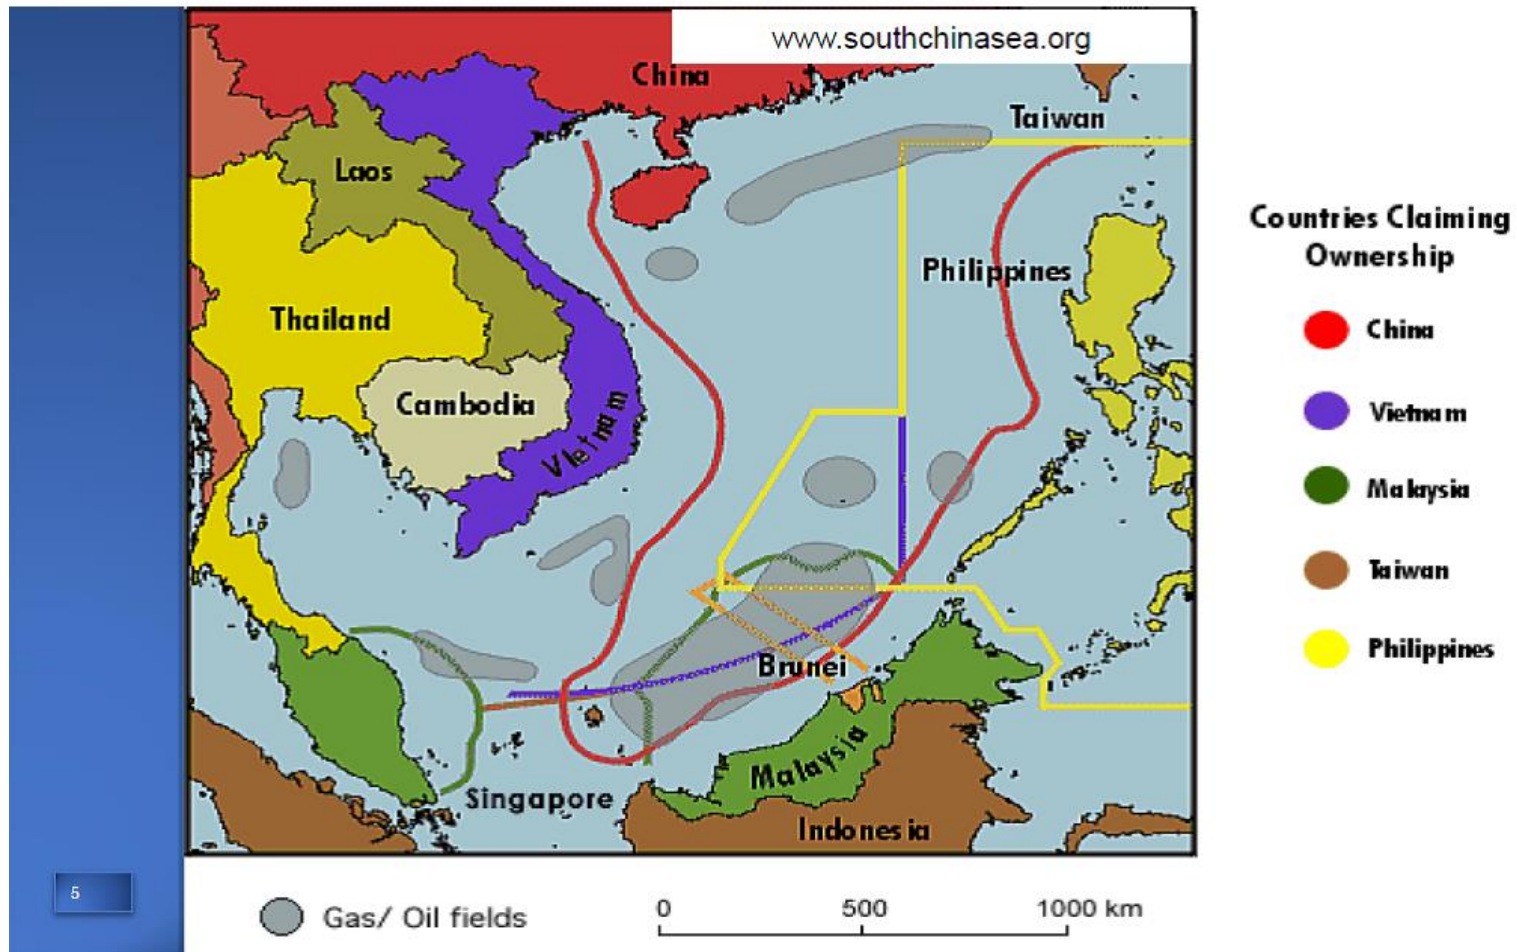 www.southchinasea.org
China
Taiwan
Laos
Philippines
Thailand
Cambodia
Vietnam
Brunei
Malaysia
Singapore
Indonesia
Countries Claiming
Ownership
China
Vietnam
Malaysia
Taiwan
Philippines
5
Gas/ Oil fields
0 500 1000 km